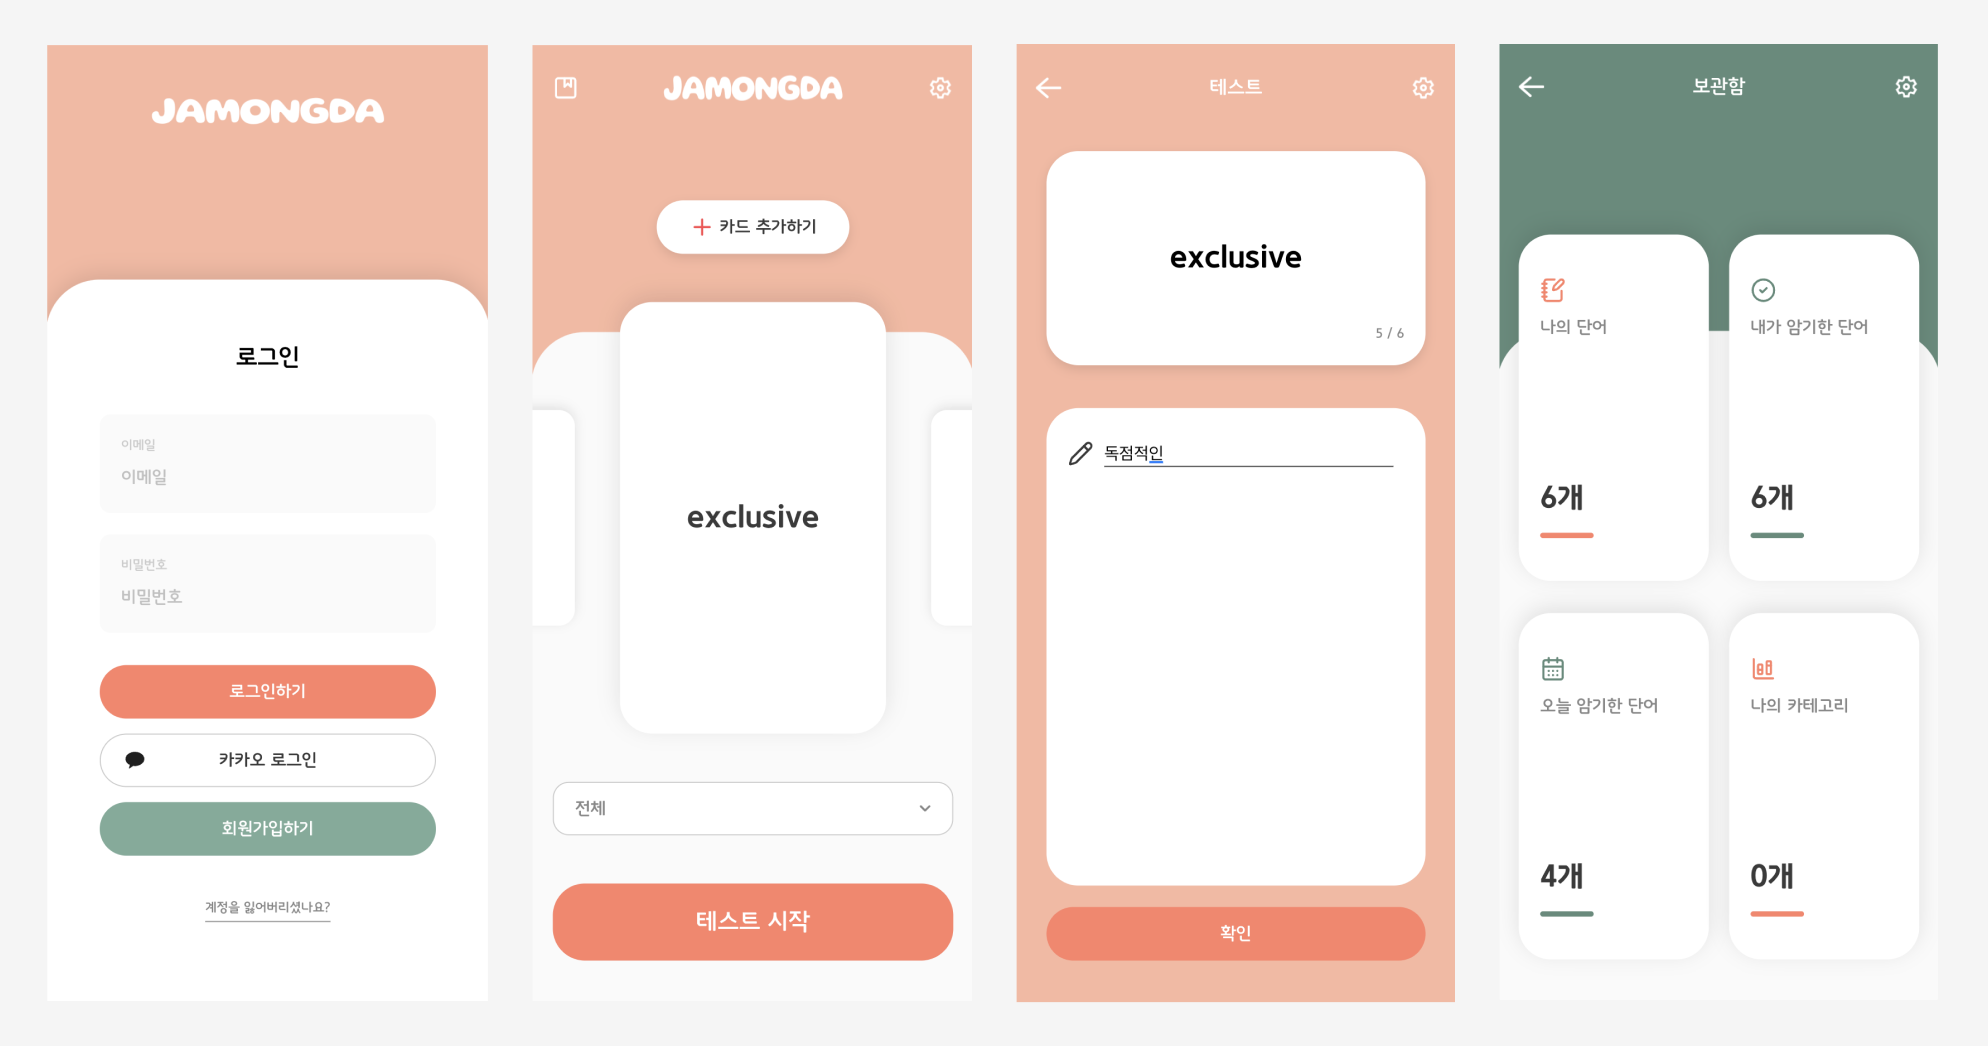 JAMONGDA
로그인
이메일
이메일
비밀번호
비밀번호
로그인하기
카카오 로그인
회원가입하기
계정을 잃어버리셨나요?
JAMONGDA
카드 추가하기
exclusive
전체
테스트 시작
테스트
exclusive
5 / 6
독점적인
확인
보관함
나의 단어
6개
내가 암기한 단어
6개
오늘 암기한 단어
4개
나의 카테고리
0개